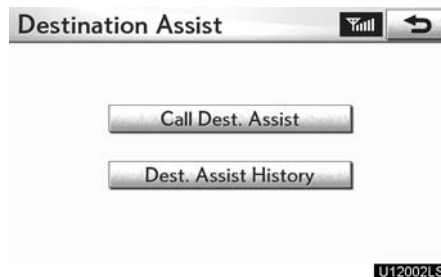 Destination Assist
Call Dest. Assist
Dest. Assist History
U12002LS